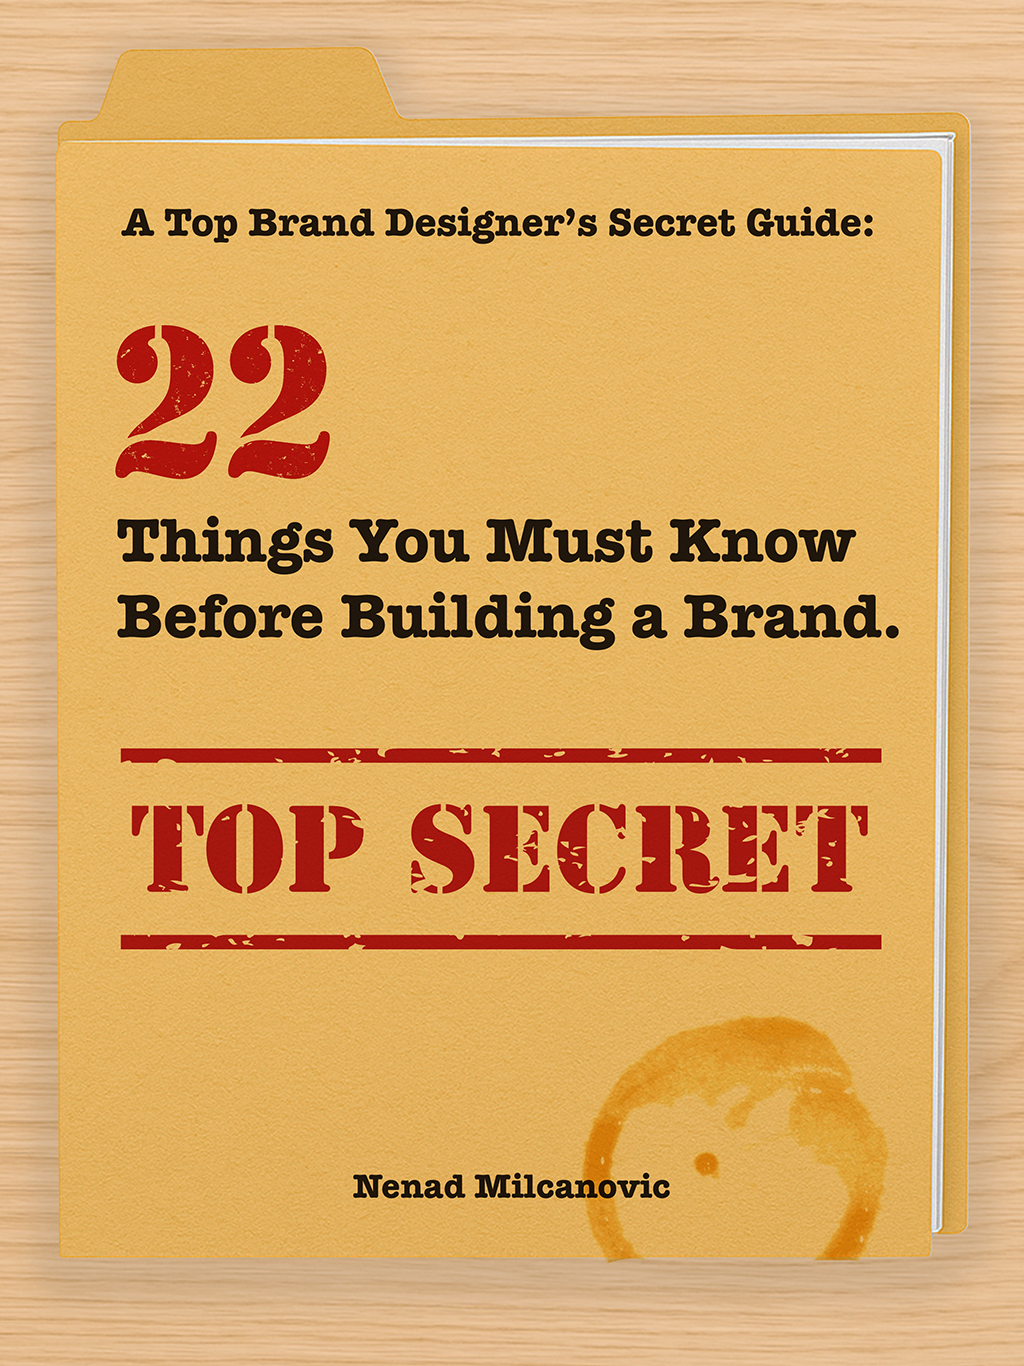 A Top Brand Designer’s Secret Guide:
22
Things You Must Know
Before Building a Brand.
TOP SECRET
Nenad Milcanovic